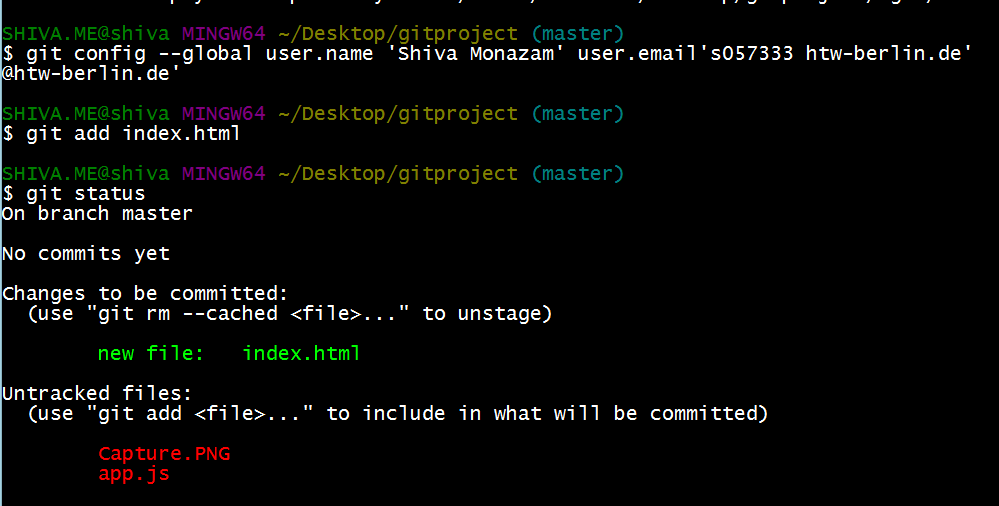 SHIVA.ME@shiva MINGW64 ~/Desktop/gitproject (master)
$ git config --global user.name 'Shiva Monazam' user.email's057333 htw-berlin.de'
@htw-berlin.de'
SHIVA.ME@shiva MINGW64 ~/Desktop/gitproject (master)
$ git add index.html
SHIVA.ME@shiva MINGW64 ~/Desktop/gitproject (master)
$ git status
On branch master
No commits yet
Changes to be committed:
(use "git rm --cached <file>..." to unstage)
new file: index.html
Untracked files:
(use "git add <file>..." to include in what will be committed)
Capture.PNG
app.js